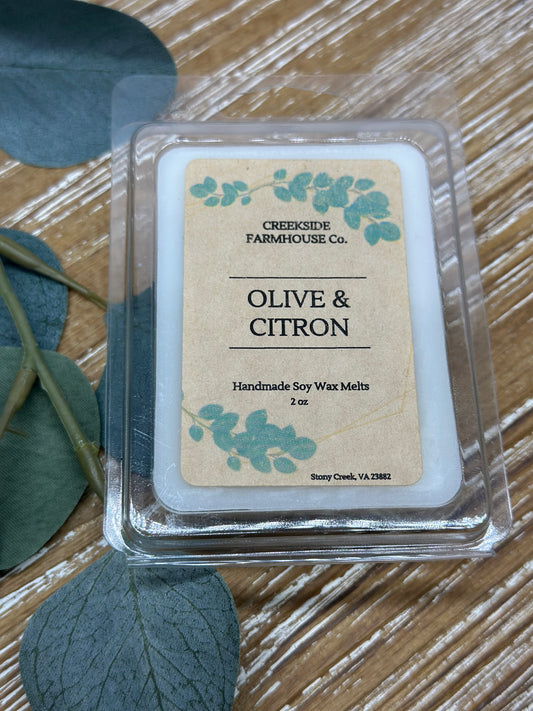 CREEKSIDE
FARMHOUSE Co.
OLIVE &
CITRON
Handmade Soy Wax Melts
2 oz
Stony Creek, VA 23882